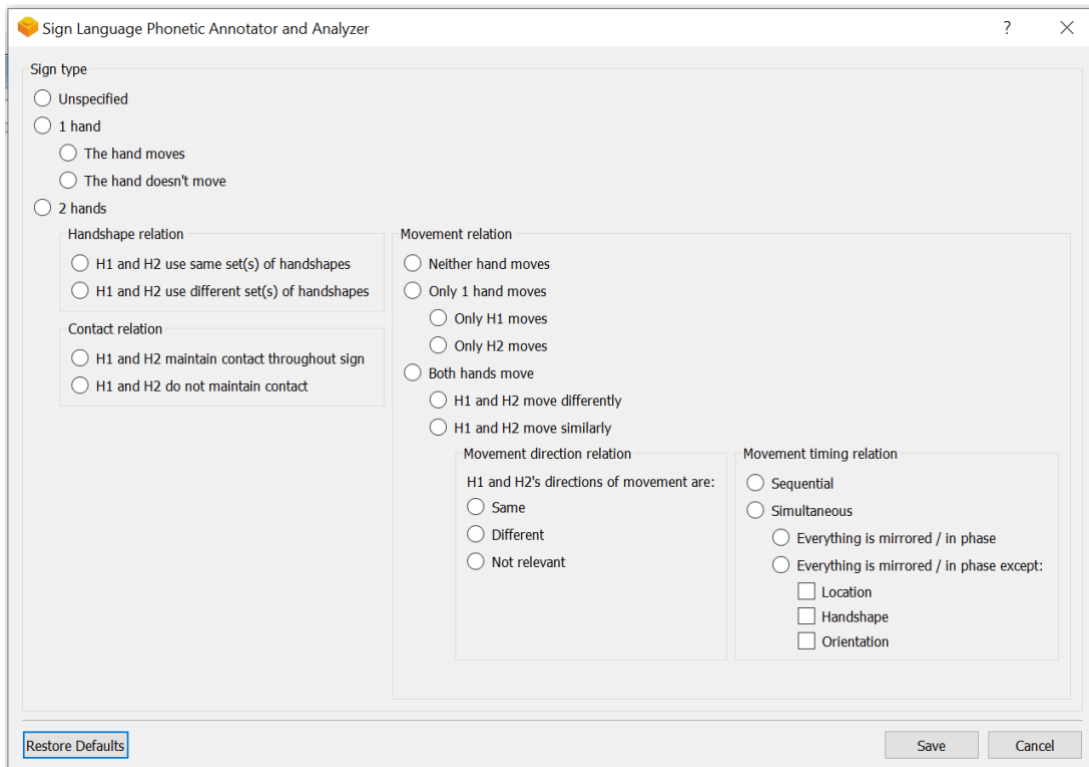 Sign Language Phonetic Annotator and Analyzer
?
Sign type
Unspecified
1 hand
The hand moves
The hand doesn't move
2 hands
Handshape relation
H1 and H2 use same set(s) of handshapes
H1 and H2 use different set(s) of handshapes
Contact relation
H1 and H2 maintain contact throughout sign
H1 and H2 do not maintain contact
Movement relation
Neither hand moves
Only 1 hand moves
Only H1 moves
Only H2 moves
Both hands move
H1 and H2 move differently
H1 and H2 move similarly
Movement direction relation
H1 and H2's directions of movement are:
Same
Different
Not relevant
Movement timing relation
Sequential
Simultaneous
Everything is mirrored / in phase
Everything is mirrored / in phase except:
Location
Handshape
Orientation
Restore Defaults
Save
Cancel